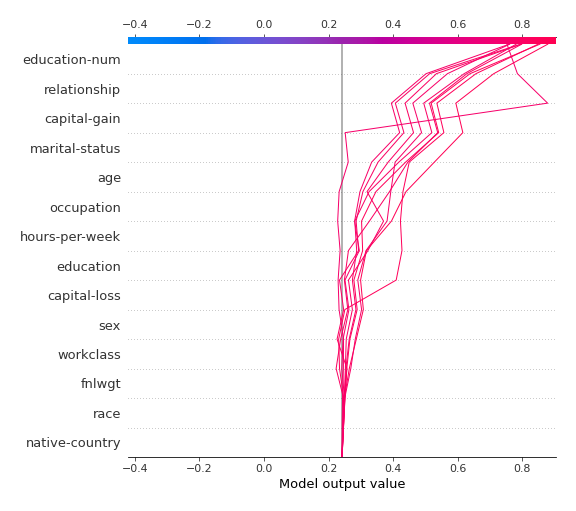 −0.4 −0.2 0.0 0.2 0.4 0.6 0.8
education-num
relationship
capital-gain
marital-status
age
occupation
hours-per-week
education
capital-loss
sex
workclass
fnlwgt
race
native-country
−0.4 −0.2 0.0 0.2 0.4 0.6 0.8
Model output value